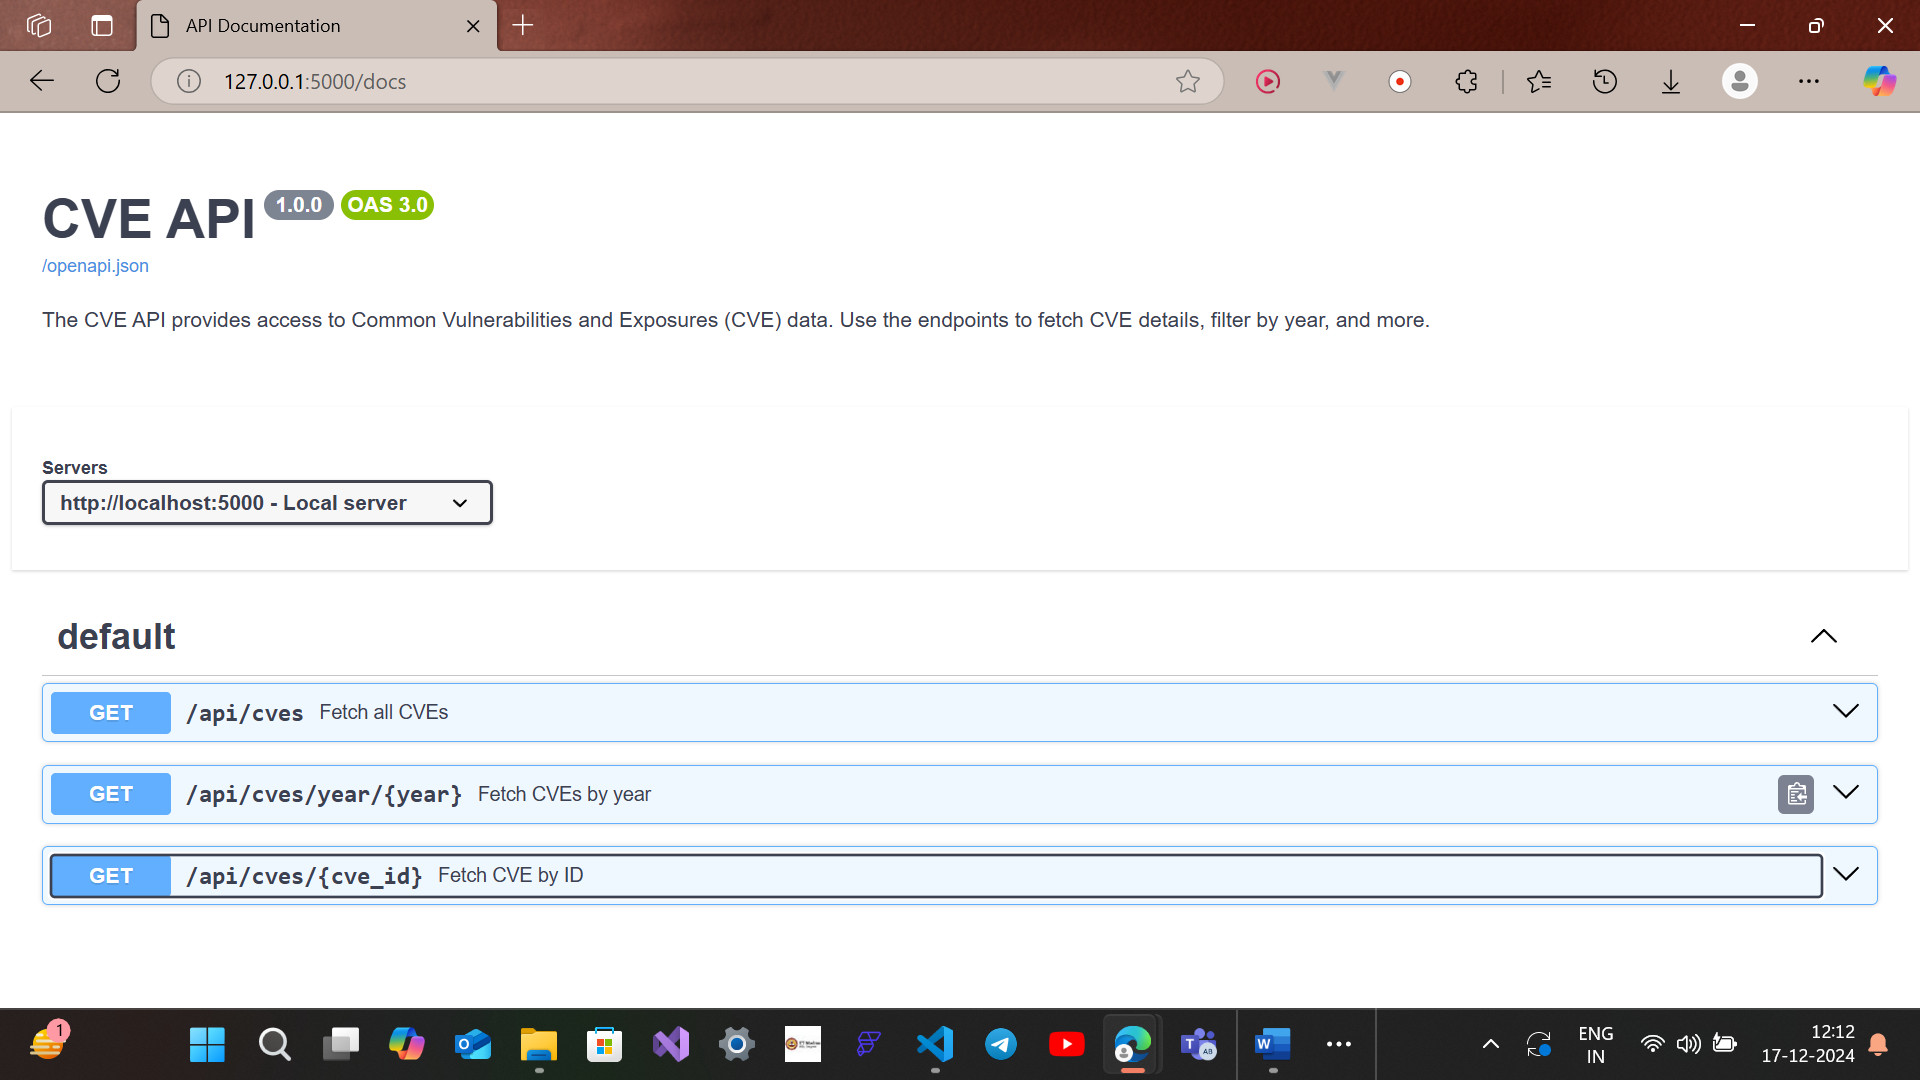 API Documentation
127.0.0.1:5000/docs
CVE API 1.0.0 OAS 3.0
/openapi.json
The CVE API provides access to Common Vulnerabilities and Exposures (CVE) data. Use the endpoints to fetch CVE details, filter by year, and more.
Servers
http://localhost:5000 - Local server
default
GET /api/cves Fetch all CVEs
GET /api/cves/year/{year} Fetch CVEs by year
GET /api/cves/{cve_id} Fetch CVE by ID
1
ENG
IN
12:12
17-12-2024